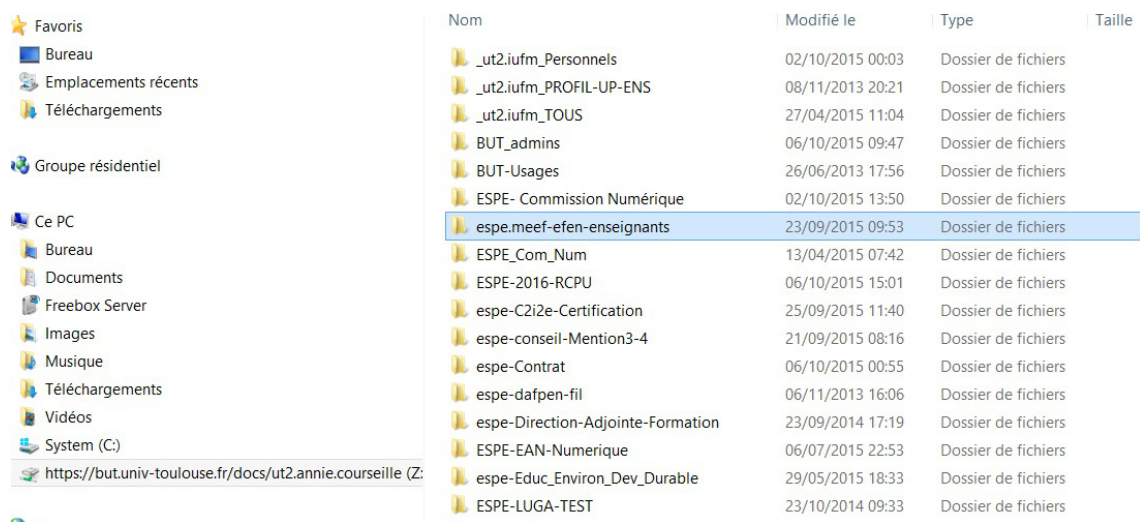 Favoris
Bureau
Emplacements récents
Téléchargements
Groupe résidentiel
Ce PC
Bureau
Documents
Freebox Server
Images
Musique
Téléchargements
Vidéos
System (C:)
https://but.univ-toulouse.fr/docs/ut2.annie.courseille (Z:
Nom Modifié le Type Taille
_ut2.iufm_Personnels 02/10/2015 00:03 Dossier de fichiers
_ut2.iufm_PROFIL-UP-ENS 08/11/2013 20:21 Dossier de fichiers
_ut2.iufm_TOUS 27/04/2015 11:04 Dossier de fichiers
BUT_admins 06/10/2015 09:47 Dossier de fichiers
BUT-Usages 26/06/2013 17:56 Dossier de fichiers
ESPE- Commission Numérique 02/10/2015 13:50 Dossier de fichiers
espe.meef-efen-enseignants 23/09/2015 09:53 Dossier de fichiers
ESPE_Com_Num 13/04/2015 07:42 Dossier de fichiers
ESPE-2016-RCPU 06/10/2015 15:01 Dossier de fichiers
espe-C2i2e-Certification 25/09/2015 11:40 Dossier de fichiers
espe-conseil-Mention3-4 21/09/2015 08:16 Dossier de fichiers
espe-Contrat 06/10/2015 00:55 Dossier de fichiers
espe-dafpen-fil 06/11/2013 16:06 Dossier de fichiers
espe-Direction-Adjointe-Formation 23/09/2014 17:19 Dossier de fichiers
ESPE-EAN-Numerique 06/07/2015 22:53 Dossier de fichiers
espe-Educ_Environ_Dev_Durable 29/05/2015 18:33 Dossier de fichiers
ESPE-LUGA-TEST 23/10/2014 09:33 Dossier de fichiers